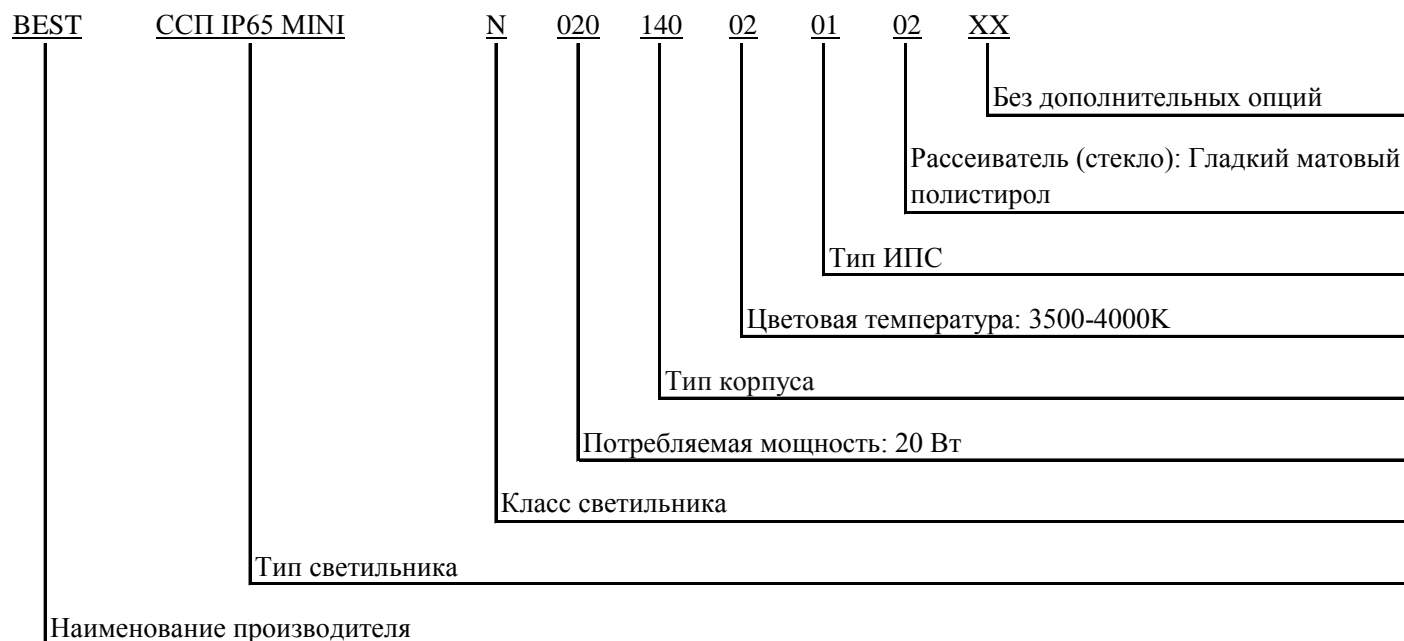 BEST ССП IP65 MINI N 020 140 02 01 02 XX
Без дополнительных опций
Рассеиватель (стекло): Гладкий матовый
полистирол
Тип ИПС
Цветовая температура: 3500-4000К
Тип корпуса
Потребляемая мощность: 20 Вт
Класс светильника
Тип светильника
Наименование производителя